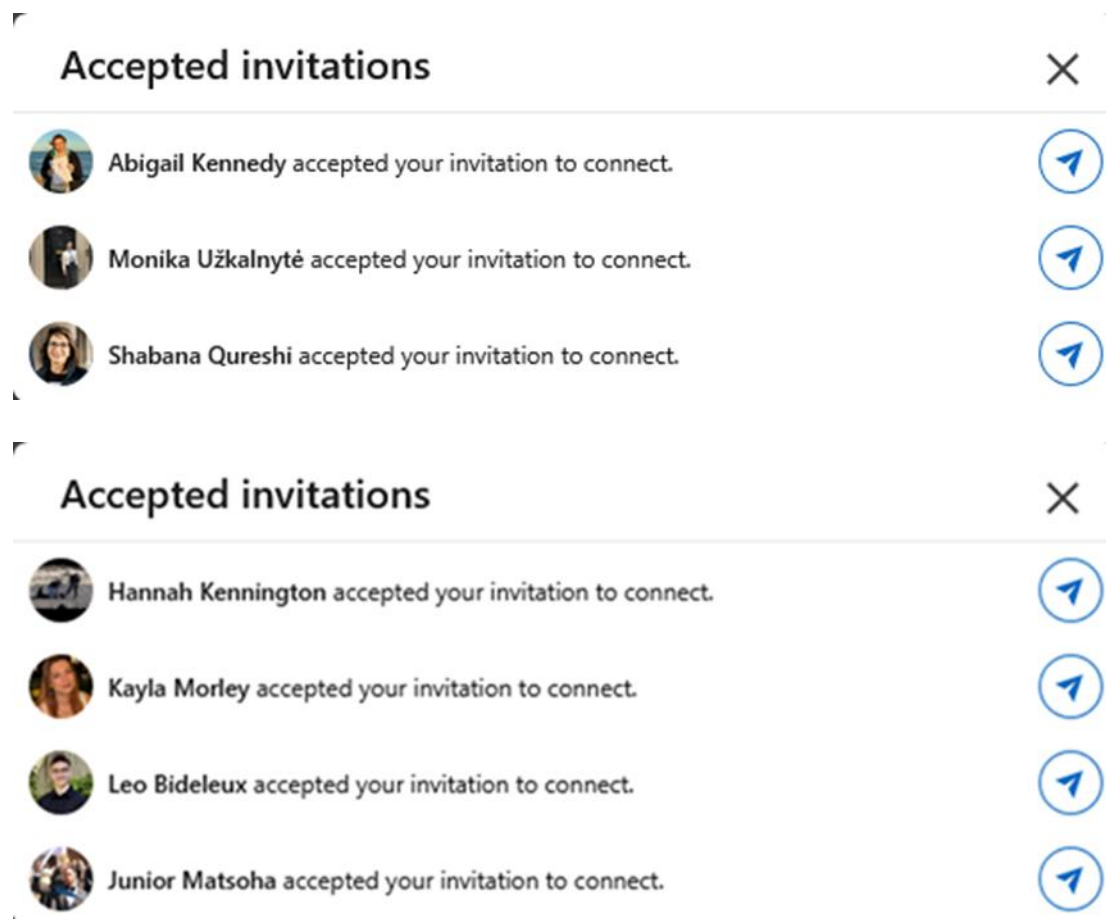 Accepted invitations
Abigail Kennedy accepted your invitation to connect.
Monika Užkalnytė accepted your invitation to connect.
Shabana Qureshi accepted your invitation to connect.
Accepted invitations
Hannah Kennington accepted your invitation to connect.
Kayla Morley accepted your invitation to connect.
Leo Bideleux accepted your invitation to connect.
Junior Matsoha accepted your invitation to connect.